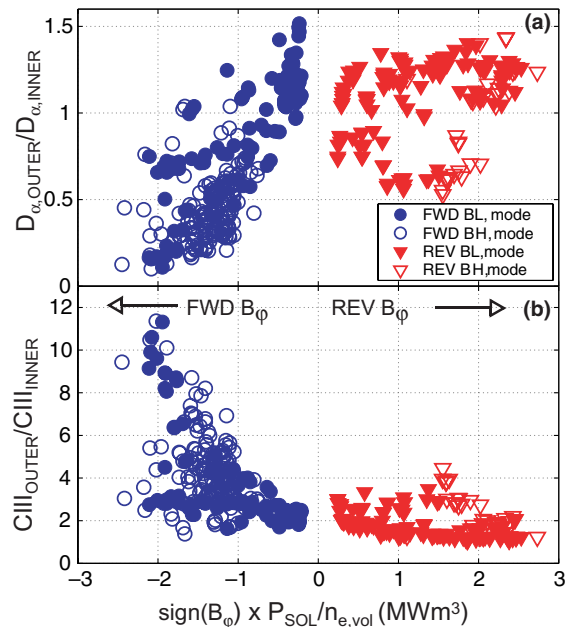 1.5
(a)
Dα,OUTER/Dα,INNER
1
0.5
0
FWD BL, mode
FWD BH, mode
REV BL,mode
REV BH,mode
12
FWD Bφ
REV Bφ
(b)
10
CIIIOUTER/CIIIINNER
8
6
4
2
0
−3 −2 −1 0 1 2 3
sign(Bφ) x PSOL/ne,vol (MWm³)